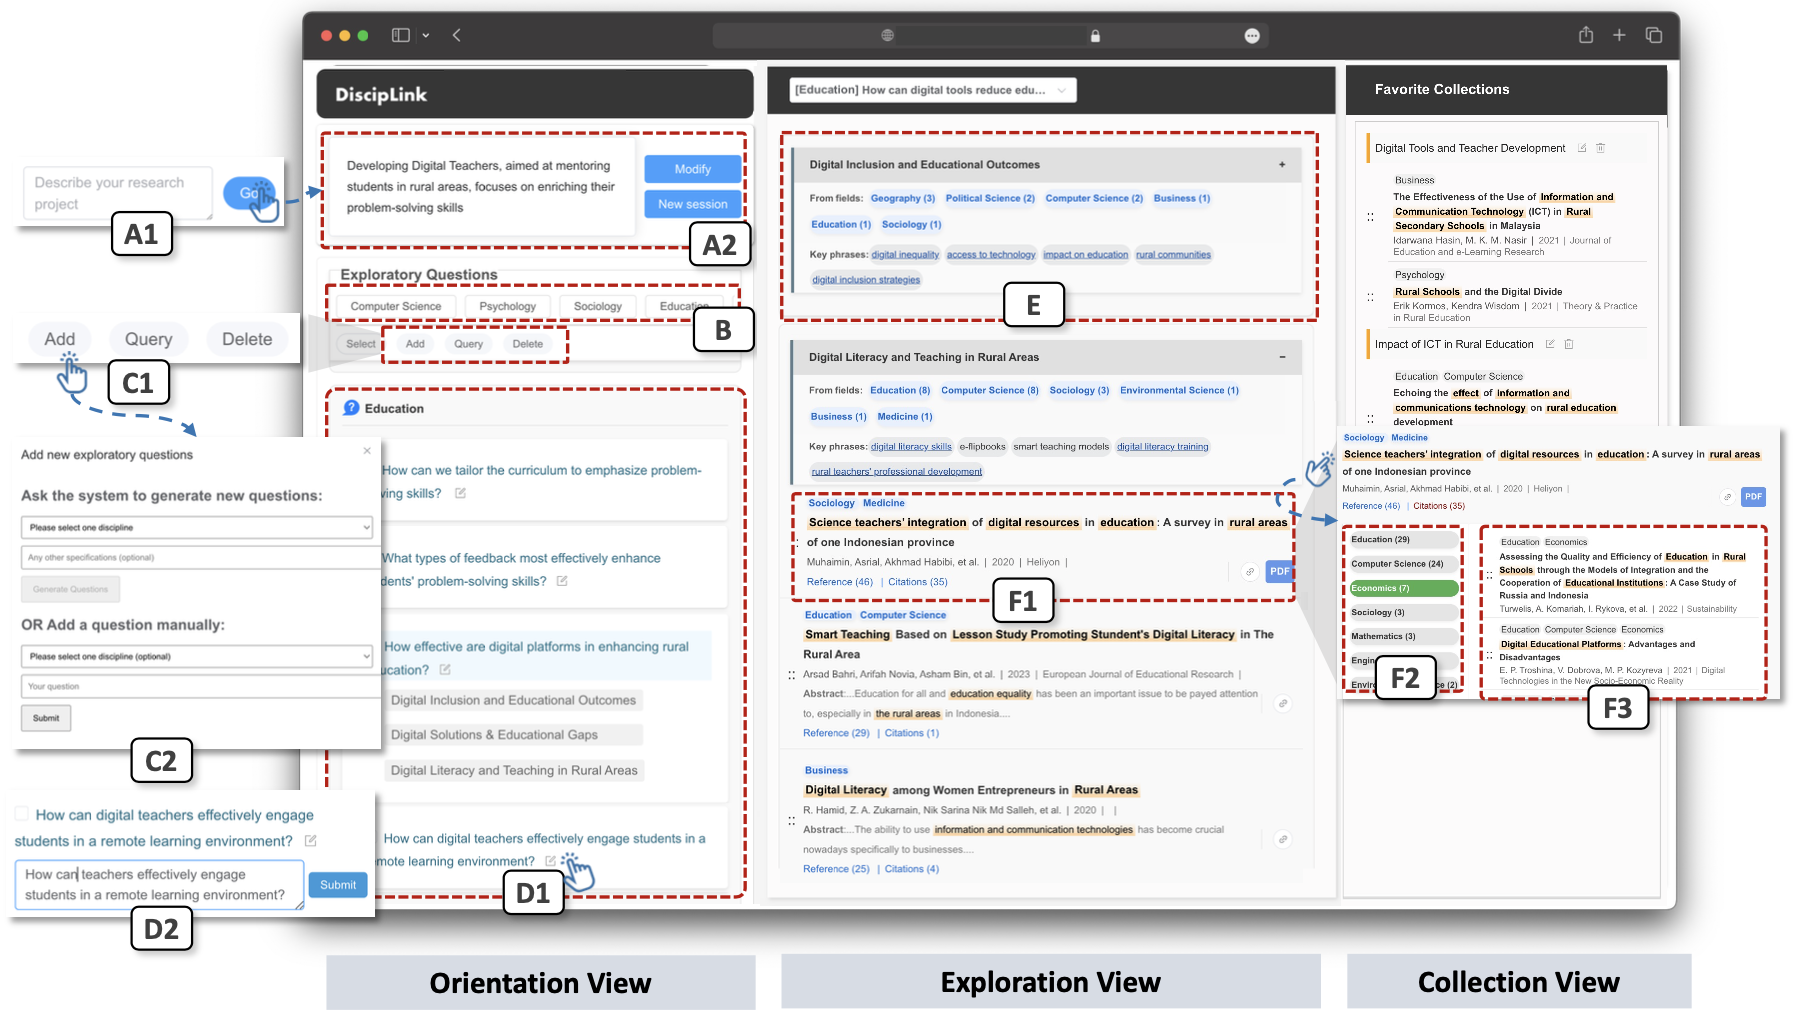 Describe your research
project
Go
A1
DiscipLink
Developing Digital Teachers, aimed at mentoring
students in rural areas, focuses on enriching their
problem-solving skills
Modify
New session
A2
Exploratory Questions
Computer Science
Psychology
Sociology
Education
B
Select
Add
Query
Delete
Add
Query
Delete
C1
Education
How can we tailor the curriculum to emphasize problem-
ving skills?
What types of feedback most effectively enhance
dents' problem-solving skills?
How effective are digital platforms in enhancing rural
ucation?
Digital Inclusion and Educational Outcomes
Digital Solutions & Educational Gaps
Digital Literacy and Teaching in Rural Areas
How can digital teachers effectively engage students in a
mote learning environment?
D1
Add new exploratory questions
×
Ask the system to generate new questions:
Please select one discipline
Any other specifications (optional)
Generate Questions
OR Add a question manually:
Please select one discipline (optional)
Your question
Submit
C2
How can digital teachers effectively engage
students in a remote learning environment?
How can teachers effectively engage
students in a remote learning environment?
Submit
D2
Orientation View
[Education] How can digital tools reduce edu...
Digital Inclusion and Educational Outcomes +
From fields: Geography (3) Political Science (2) Computer Science (2) Business (1)
Education (1) Sociology (1)
Key phrases: digital inequality access to technology impact on education rural communities
digital inclusion strategies
E
Digital Literacy and Teaching in Rural Areas −
From fields: Education (8) Computer Science (8) Sociology (3) Environmental Science (1)
Business (1) Medicine (1)
Key phrases: digital literacy skills e-flipbooks smart teaching models digital literacy training
rural teachers' professional development
Sociology Medicine
Science teachers' integration of digital resources in education : A survey in rural areas
of one Indonesian province
Muhaimin, Asrial, Akhmad Habibi, et al. | 2020 | Heliyon |
Reference (46) | Citations (35)
PDF
F1
Education Computer Science
Smart Teaching Based on Lesson Study Promoting Student's Digital Literacy in The
Rural Area
Arsad Bahri, Arifah Novia, Asham Bin, et al. | 2023 | European Journal of Educational Research |
Abstract:...Education for all and education equality has been an important issue to be payed attention
to, especially in the rural areas in Indonesia....
Reference (29) | Citations (1)
Business
Digital Literacy among Women Entrepreneurs in Rural Areas
R. Hamid, Z. A. Zukarnain, Nik Sarina Nik Md Salleh, et al. | 2020 | |
Abstract:...The ability to use information and communication technologies has become crucial
nowadays specifically to businesses....
Reference (25) | Citations (4)
Exploration View
Favorite Collections
Digital Tools and Teacher Development
Business
The Effectiveness of the Use of Information and
Communication Technology (ICT) in Rural
Secondary Schools in Malaysia
Idarwana Hasin, M. K. M. Nasir | 2021 | Journal of
Education and e-Learning Research
Psychology
Rural Schools and the Digital Divide
Erik Kormos, Kendra Wisdom | 2021 | Theory & Practice
in Rural Education
Impact of ICT in Rural Education
Education Computer Science
Echoing the effect of information and
communications technology on rural education
development
Sociology Medicine
Science teachers' integration of digital resources in education : A survey in rural areas
of one Indonesian province
Muhaimin, Asrial, Akhmad Habibi, et al. | 2020 | Heliyon |
PDF
Reference (46) | Citations (35)
Education (29)
Computer Science (24)
Economics (7)
Sociology (3)
Mathematics (3)
Engin
Enviro ce (2)
F2
Education Economics
Assessing the Quality and Efficiency of Education in Rural
Schools through the Models of Integration and the
Cooperation of Educational Institutions : A Case Study of
Russia and Indonesia
Turwelis, A. Komariah, I. Rykova, et al. | 2022 | Sustainability
Education Computer Science Economics
Digital Educational Platforms : Advantages and
Disadvantages
E. P. Troshina, V. Dobrova, M. P. Kozyreva | 2021 | Digital
Technologies in the New Socio-Economic Reality
F3
Collection View